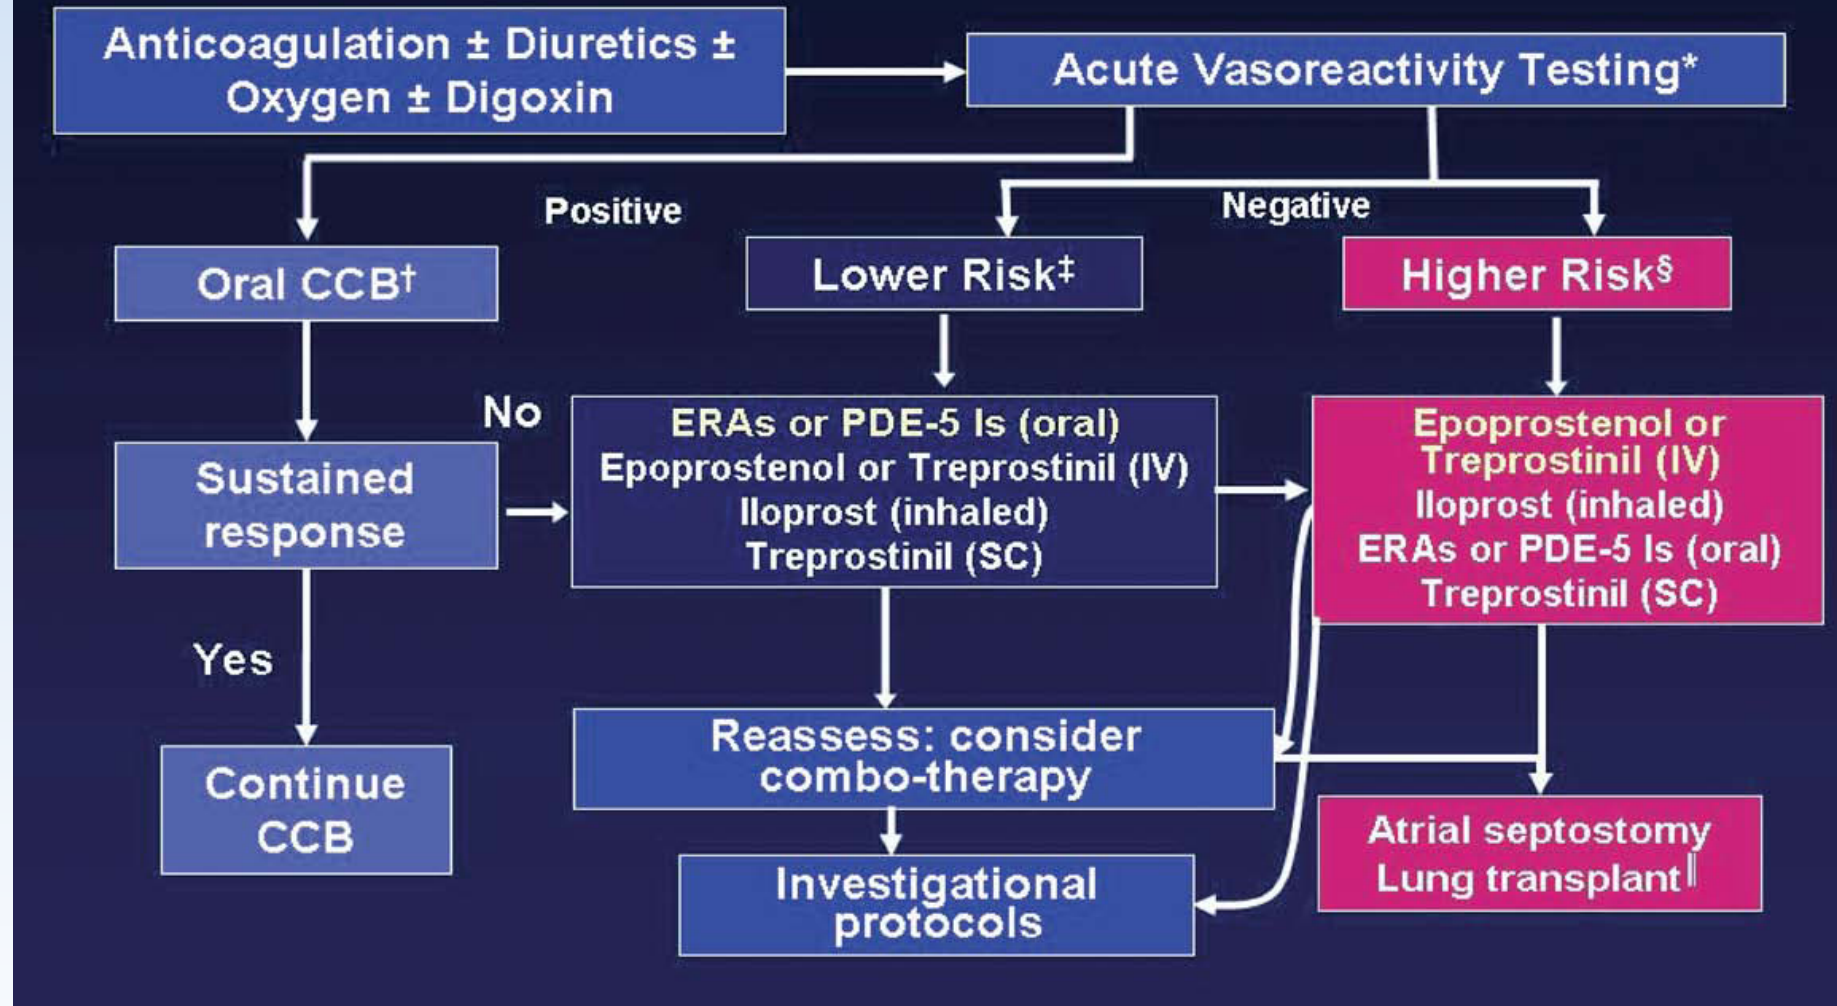 Anticoagulation ± Diuretics ±
Oxygen ± Digoxin
Acute Vasoreactivity Testing*
Positive
Negative
Oral CCB†
Lower Risk‡
Higher Risk§
No
Sustained
response
ERAs or PDE-5 Is (oral)
Epoprostenol or Treprostinil (IV)
Iloprost (inhaled)
Treprostinil (SC)
Epoprostenol or
Treprostinil (IV)
Iloprost (inhaled)
ERAs or PDE-5 Is (oral)
Treprostinil (SC)
Yes
Reassess: consider
combo-therapy
Continue
CCB
Atrial septostomy
Lung transplant‖
Investigational
protocols